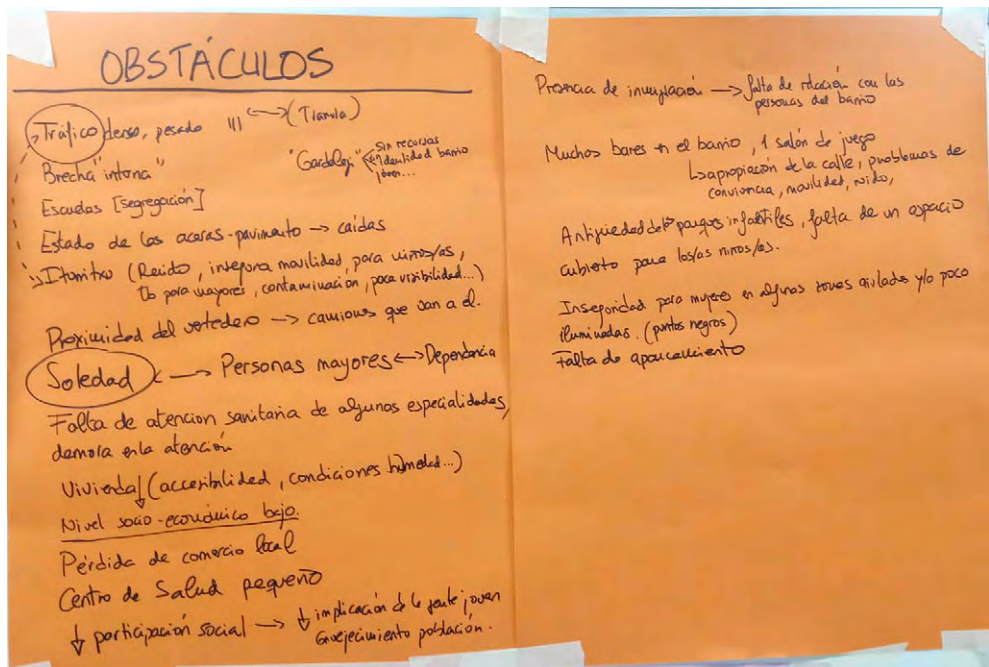 OBSTÁCULOS
Tráfico denso, pesado ||| <--> (Travola)
Brecha "interna"
"Gardelegi" Sin recursos
identidad barrio
joven...
Escuelas [segregación]
Estado de las aceras-pavimento -> caídas
Iturritxo (Ruido, insegura movilidad, para niños/as,
para mayores, contaminación, poca visibilidad...)
Proximidad del vertedero -> camiones que van a el.
Soledad <-> Personas mayores <-> Dependencia
Falta de atencion sanitaria de algunas especialidades,
demora en la atención
Vivienda ↓ (accesibilidad, condiciones humedad...)
Nivel socio-económico bajo.
Pérdida de comercio local
Centro de Salud pequeño
↓ participación social -> ↓ implicación de la gente joven
Envejecimiento población.
Presencia de inmigración -> falta de relación con las
personas del barrio
Muchos bares en el barrio, 1 salón de juego
↳ apropiación de la calle, problemas de
convivencia, movilidad, ruido,
Antigüedad de los parques infantiles, falta de un espacio
cubierto para los/as niños/as.
Inseguridad para mujeres en algunas zonas aisladas y/o poco
iluminadas. (puntos negros)
Falta de aparcamiento